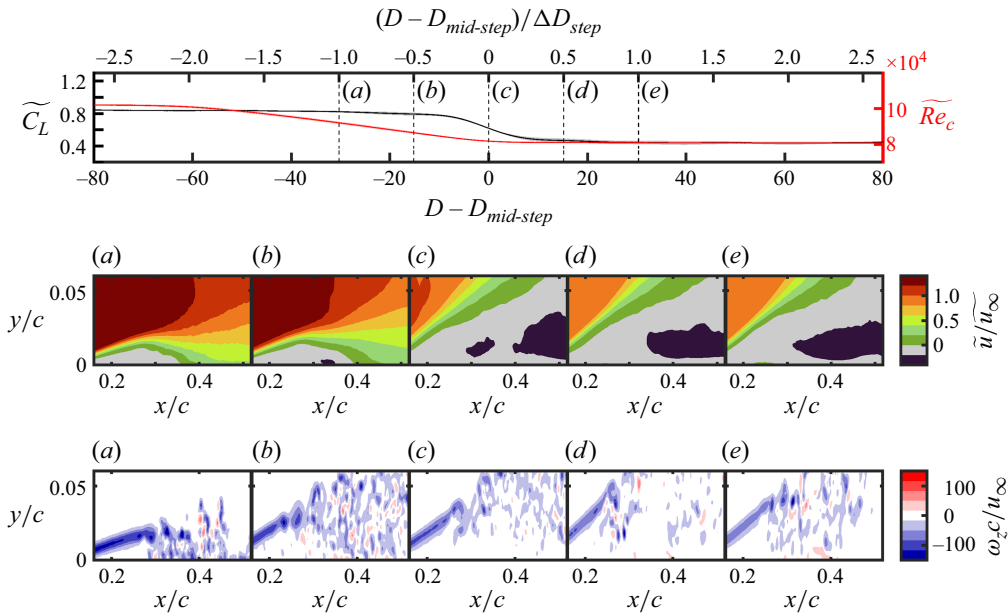 (D – D_mid-step)/ΔD_step
–2.5 –2.0 –1.5 –1.0 –0.5 0 0.5 1.0 1.5 2.0 2.5
×10⁴
1.2
0.8
0.4
C̃_L
(a) (b) (c) (d) (e)
10
8
R̃e_c
–80 –60 –40 –20 0 20 40 60 80
D – D_mid-step
(a) (b) (c) (d) (e)
0.05
0
y/c
0.2 0.4 0.2 0.4 0.2 0.4 0.2 0.4 0.2 0.4
x/c x/c x/c x/c x/c
1.0
0.5
0
ũ/ũ_∞
(a) (b) (c) (d) (e)
0.05
0
y/c
0.2 0.4 0.2 0.4 0.2 0.4 0.2 0.4 0.2 0.4
x/c x/c x/c x/c x/c
100
0
–100